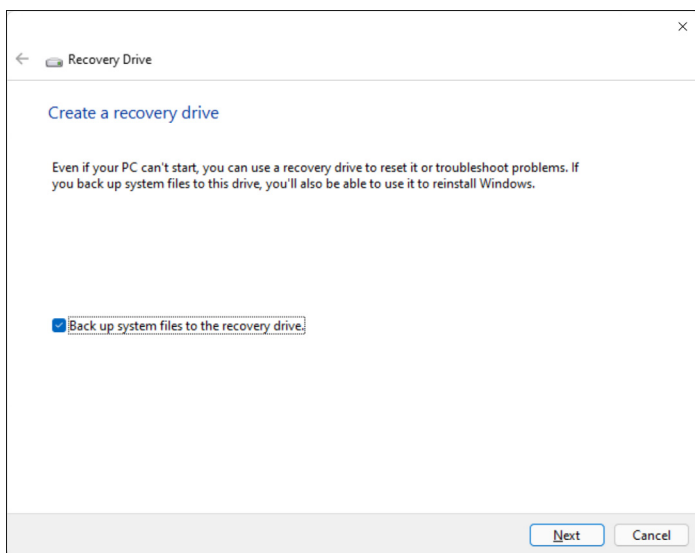 Recovery Drive
Create a recovery drive
Even if your PC can't start, you can use a recovery drive to reset it or troubleshoot problems. If
you back up system files to this drive, you'll also be able to use it to reinstall Windows.
Back up system files to the recovery drive.
Next Cancel